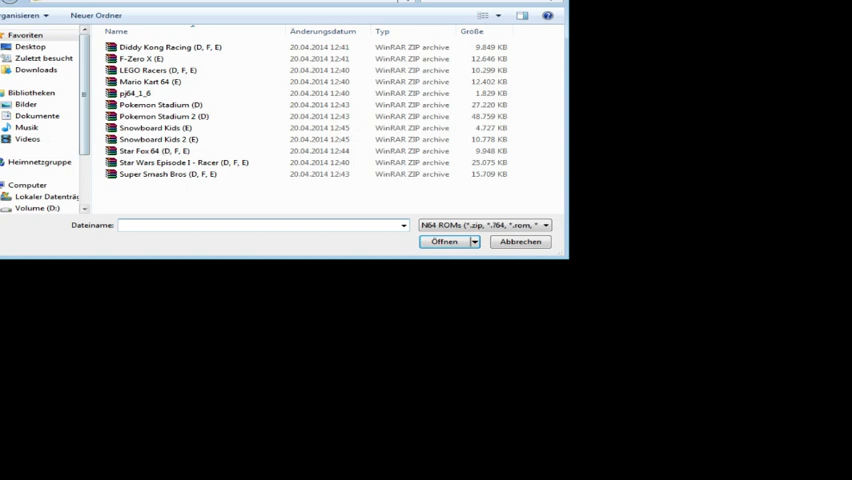 rganisieren Neuer Ordner
Name Änderungsdatum Typ Größe
Favoriten
Desktop
Zuletzt besucht
Downloads
Bibliotheken
Bilder
Dokumente
Musik
Videos
Heimnetzgruppe
Computer
Lokaler Datenträg
Volume (D:)
Diddy Kong Racing (D, F, E) 20.04.2014 12:41 WinRAR ZIP archive 9.849 KB
F-Zero X (E) 20.04.2014 12:41 WinRAR ZIP archive 12.646 KB
LEGO Racers (D, F, E) 20.04.2014 12:40 WinRAR ZIP archive 10.299 KB
Mario Kart 64 (E) 20.04.2014 12:40 WinRAR ZIP archive 12.402 KB
pj64_1_6 20.04.2014 12:40 WinRAR ZIP archive 1.829 KB
Pokemon Stadium (D) 20.04.2014 12:43 WinRAR ZIP archive 27.220 KB
Pokemon Stadium 2 (D) 20.04.2014 12:43 WinRAR ZIP archive 48.759 KB
Snowboard Kids (E) 20.04.2014 12:45 WinRAR ZIP archive 4.727 KB
Snowboard Kids 2 (E) 20.04.2014 12:45 WinRAR ZIP archive 10.778 KB
Star Fox 64 (D, F, E) 20.04.2014 12:44 WinRAR ZIP archive 9.948 KB
Star Wars Episode I - Racer (D, F, E) 20.04.2014 12:40 WinRAR ZIP archive 25.075 KB
Super Smash Bros (D, F, E) 20.04.2014 12:43 WinRAR ZIP archive 15.709 KB
Dateiname: N64 ROMs (*.zip, *.?64, *.rom, *
Öffnen Abbrechen